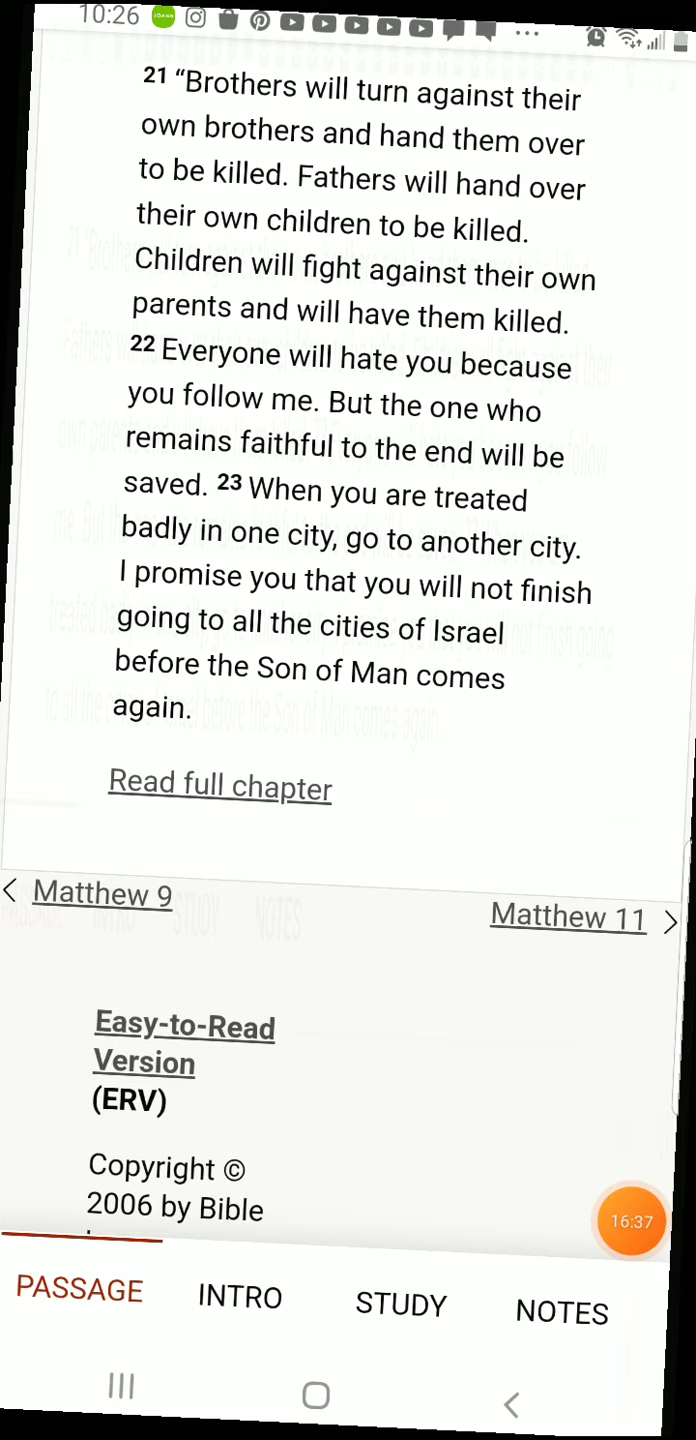 10:26
21 “Brothers will turn against their
own brothers and hand them over
to be killed. Fathers will hand over
their own children to be killed.
Children will fight against their own
parents and will have them killed.
22 Everyone will hate you because
you follow me. But the one who
remains faithful to the end will be
saved. 23 When you are treated
badly in one city, go to another city.
I promise you that you will not finish
going to all the cities of Israel
before the Son of Man comes
again.
Read full chapter
Matthew 9
Matthew 11
Easy-to-Read
Version
(ERV)
Copyright ©
2006 by Bible
16:37
PASSAGE INTRO STUDY NOTES